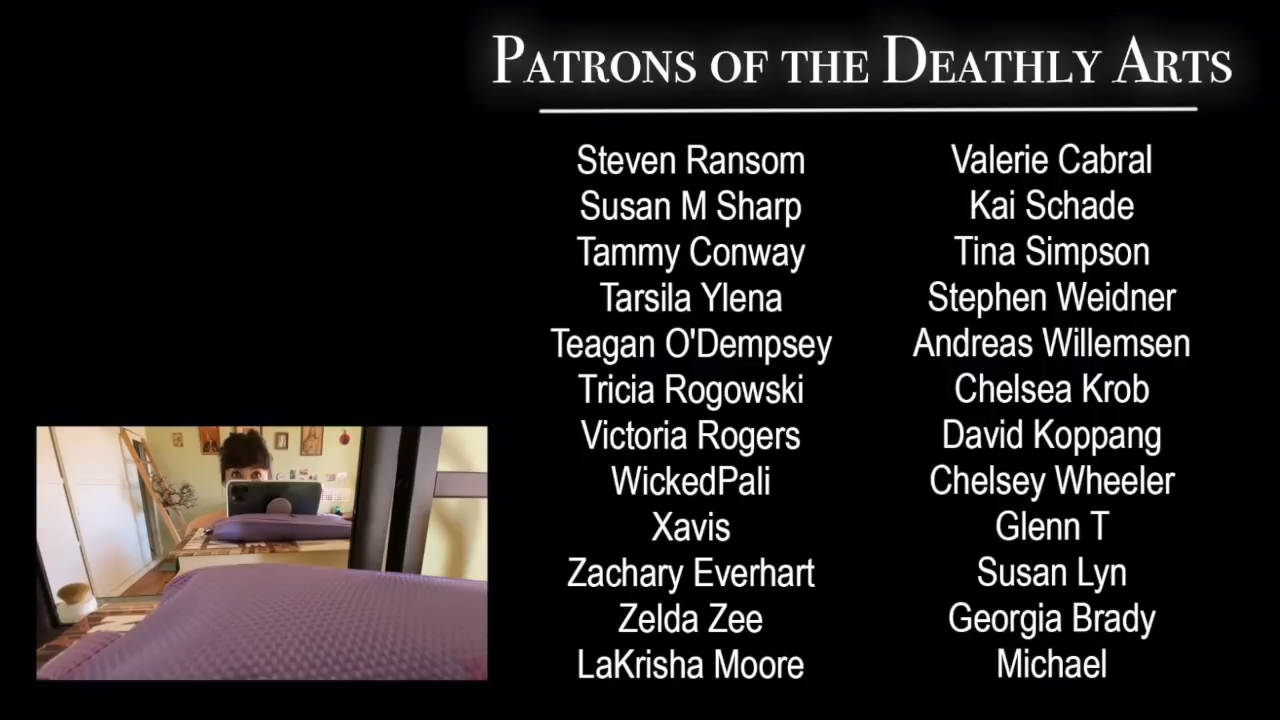 PATRONS OF THE DEATHLY ARTS
Steven Ransom
Susan M Sharp
Tammy Conway
Tarsila Ylena
Teagan O'Dempsey
Tricia Rogowski
Victoria Rogers
WickedPali
Xavis
Zachary Everhart
Zelda Zee
LaKrisha Moore
Valerie Cabral
Kai Schade
Tina Simpson
Stephen Weidner
Andreas Willemsen
Chelsea Krob
David Koppang
Chelsey Wheeler
Glenn T
Susan Lyn
Georgia Brady
Michael